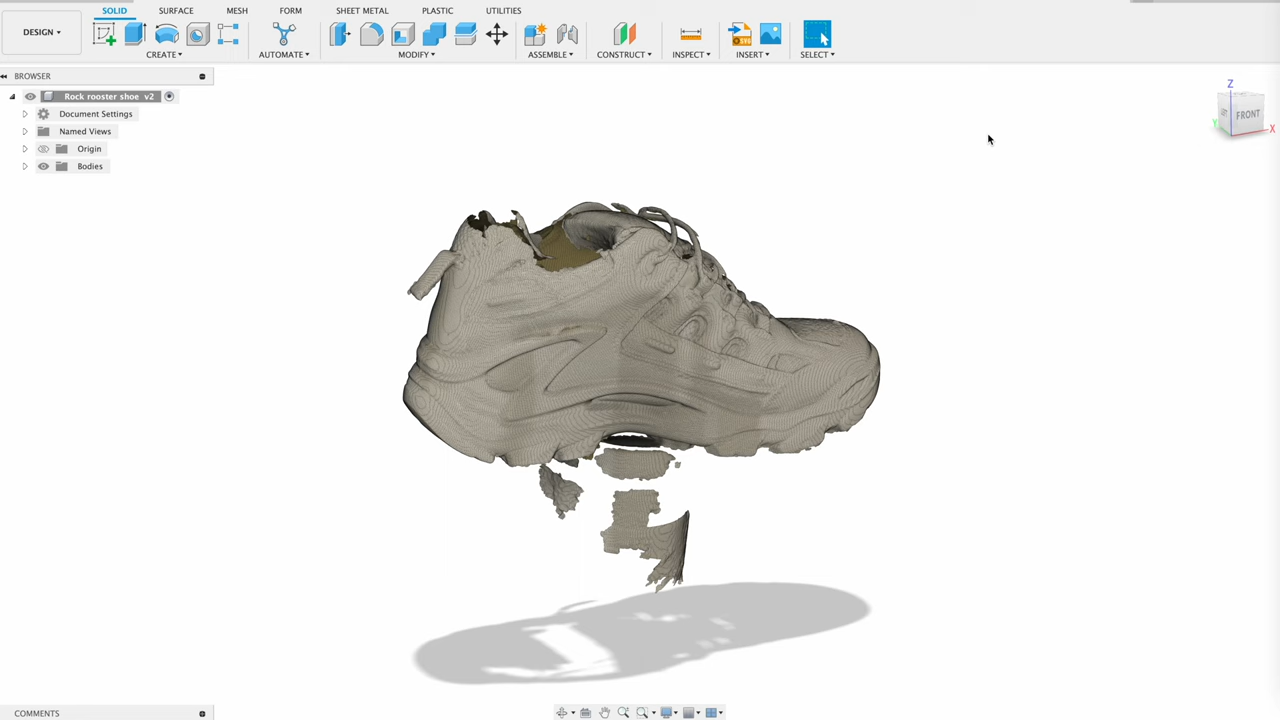 SOLID SURFACE MESH FORM SHEET METAL PLASTIC UTILITIES
DESIGN
CREATE AUTOMATE MODIFY ASSEMBLE CONSTRUCT INSPECT INSERT SELECT
BROWSER
Rock rooster shoe v2
Document Settings
Named Views
Origin
Bodies
Z
FRONT
Y
X
COMMENTS